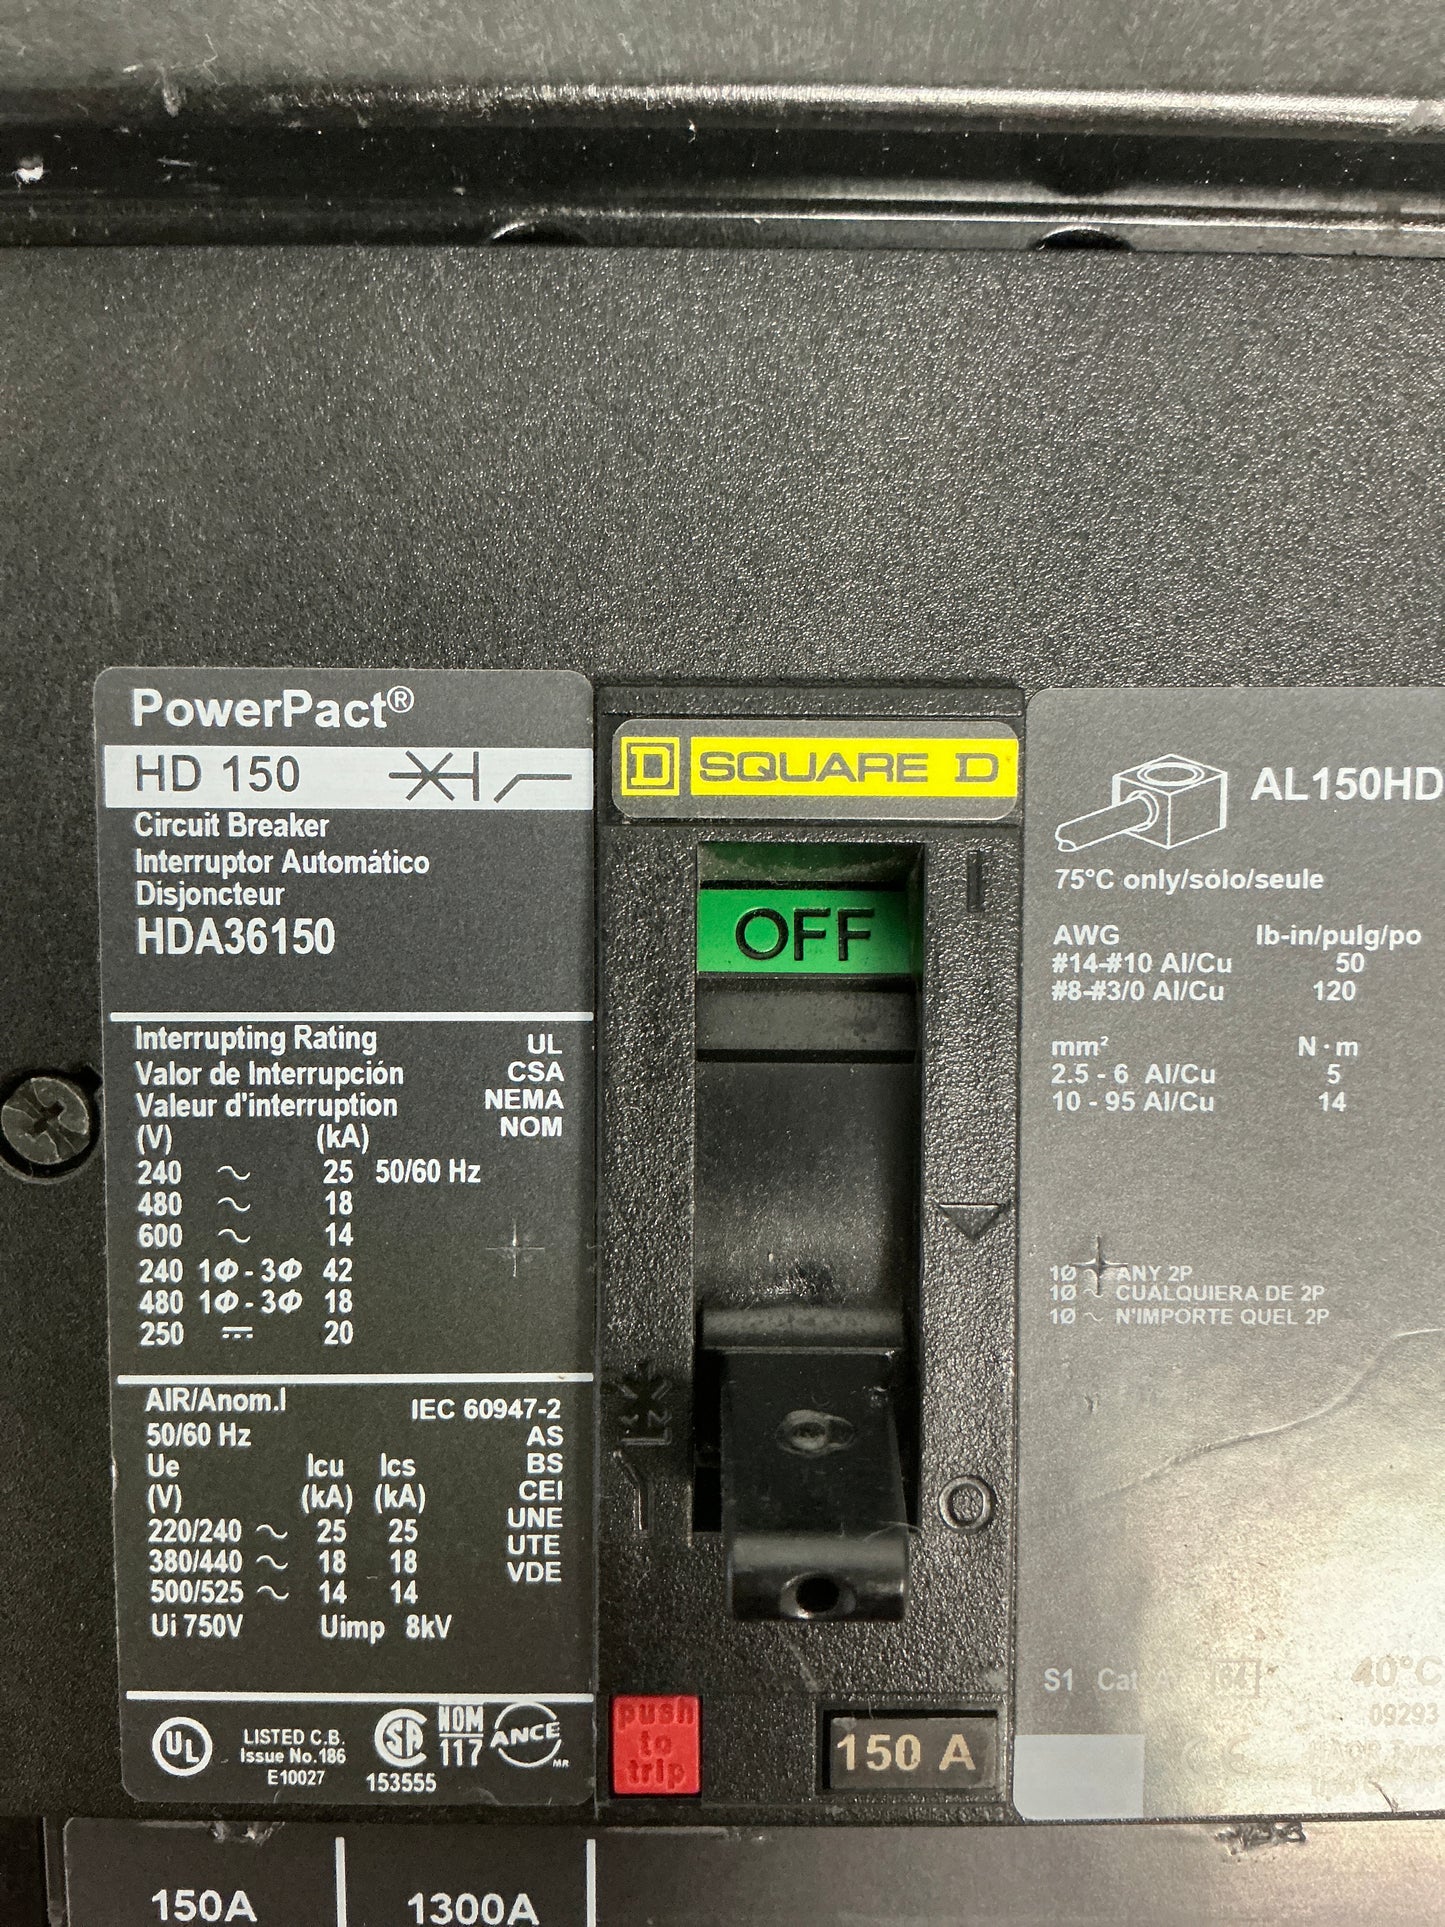 PowerPact®
HD 150
Circuit Breaker
Interruptor Automático
Disjoncteur
HDA36150
Interrupting Rating UL
Valor de Interrupción CSA
Valeur d'interruption NEMA
(V) (kA) NOM
240 ~ 25 50/60 Hz
480 ~ 18
600 ~ 14
240 1Φ - 3Φ 42
480 1Φ - 3Φ 18
250 ⎓ 20
AIR/Anom.I IEC 60947-2
50/60 Hz AS
Ue Icu Ics BS
(V) (kA) (kA) CEI
220/240 ~ 25 25 UNE
380/440 ~ 18 18 UTE
500/525 ~ 14 14 VDE
Ui 750V Uimp 8kV
UL
LISTED C.B.
Issue No.186
E10027
SA
153555
NOM
117
ANCE
MR
D SQUARE D
OFF
I
O
push
to
trip
150 A
AL150HD
75°C only/sólo/seule
AWG lb-in/pulg/po
#14-#10 Al/Cu 50
#8-#3/0 Al/Cu 120
mm² N·m
2.5 - 6 Al/Cu 5
10 - 95 Al/Cu 14
1Ø ~ ANY 2P
1Ø ~ CUALQUIERA DE 2P
1Ø ~ N'IMPORTE QUEL 2P
S1 Cat A 64 40°C
09293
CE
150A 1300A